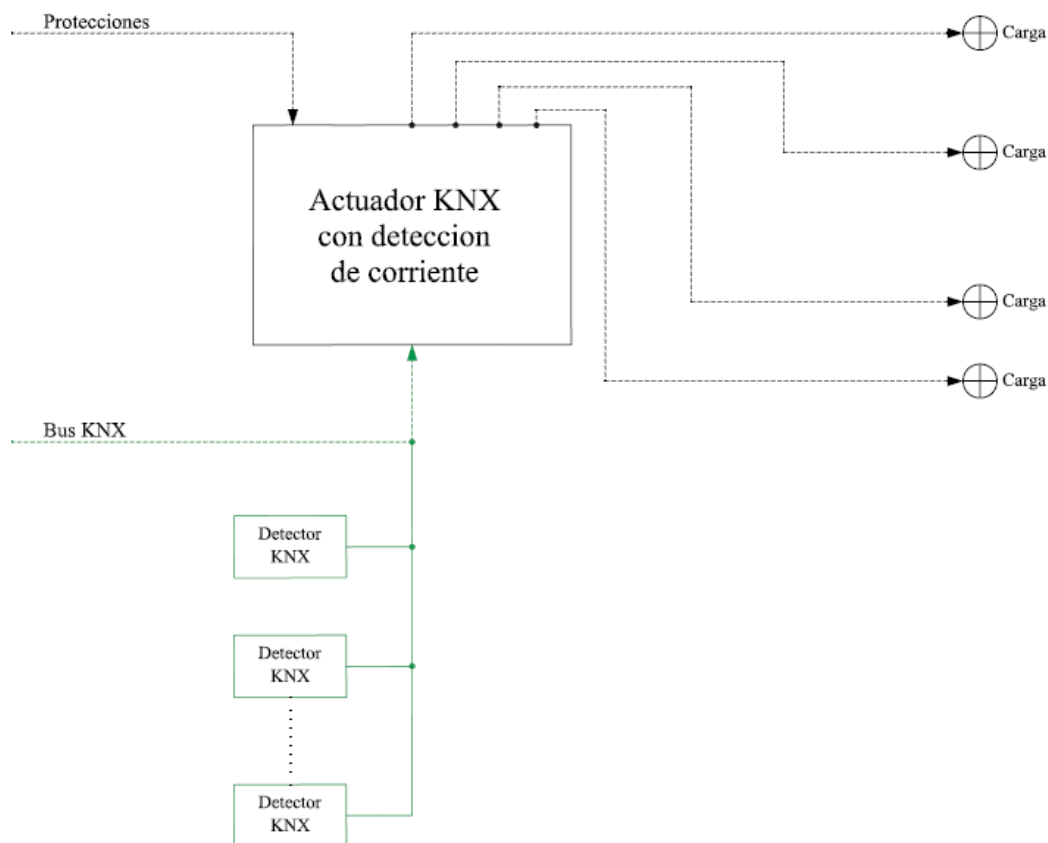 Protecciones
Carga
Carga
Actuador KNX
con deteccion
de corriente
Carga
Carga
Bus KNX
Detector
KNX
Detector
KNX
Detector
KNX